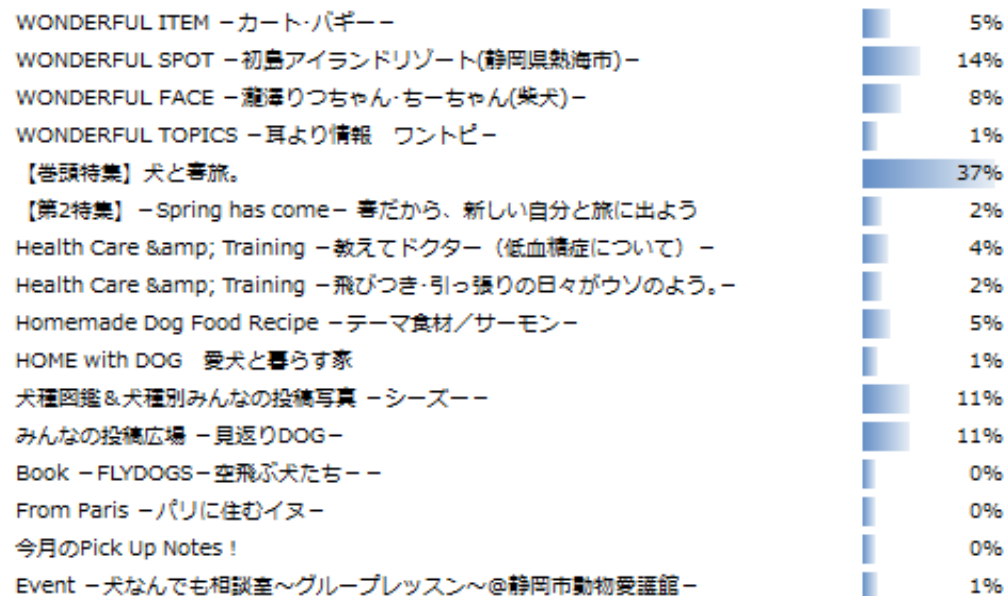 WONDERFUL ITEM －カート・バギー－ 5%
WONDERFUL SPOT －初島アイランドリゾート(静岡県熱海市)－ 14%
WONDERFUL FACE －瀧澤りつちゃん・ちーちゃん(柴犬)－ 8%
WONDERFUL TOPICS －耳より情報　ワントピ－ 1%
【巻頭特集】犬と春旅。 37%
【第2特集】－Spring has come－ 春だから、新しい自分と旅に出よう 2%
Health Care &amp; Training －教えてドクター（低血糖症について）－ 4%
Health Care &amp; Training －飛びつき・引っ張りの日々がウソのよう。－ 2%
Homemade Dog Food Recipe －テーマ食材／サーモン－ 5%
HOME with DOG　愛犬と暮らす家 1%
犬種図鑑＆犬種別みんなの投稿写真 －シーズー－ 11%
みんなの投稿広場 －見返りDOG－ 11%
Book －FLYDOGS－空飛ぶ犬たち－－ 0%
From Paris －パリに住むイヌ－ 0%
今月のPick Up Notes！ 0%
Event －犬なんでも相談室～グループレッスン～@静岡市動物愛護館－ 1%